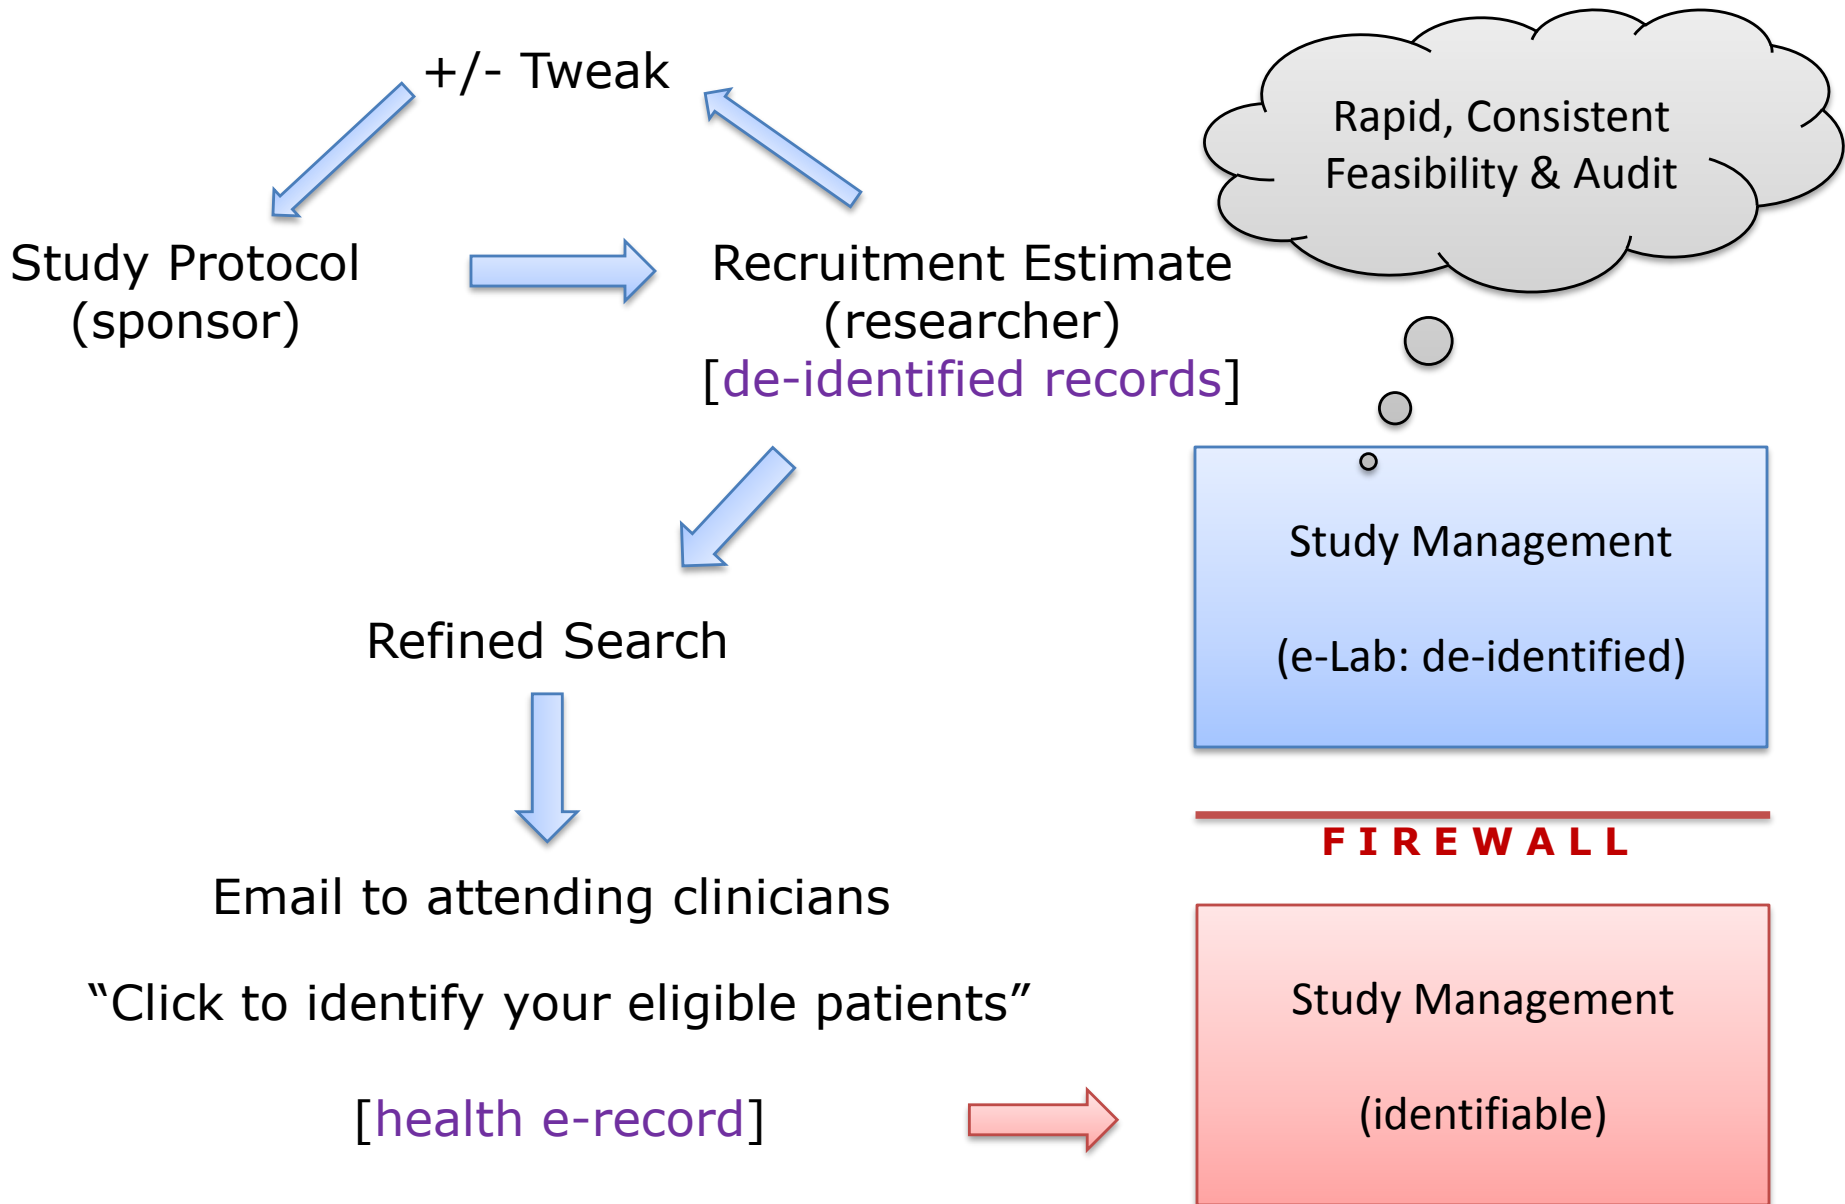 +/- Tweak
Study Protocol
(sponsor)
Recruitment Estimate
(researcher)
[de-identified records]
Refined Search
Email to attending clinicians
“Click to identify your eligible patients”
[health e-record]
Rapid, Consistent
Feasibility & Audit
Study Management
(e-Lab: de-identified)
FIREWALL
Study Management
(identifiable)